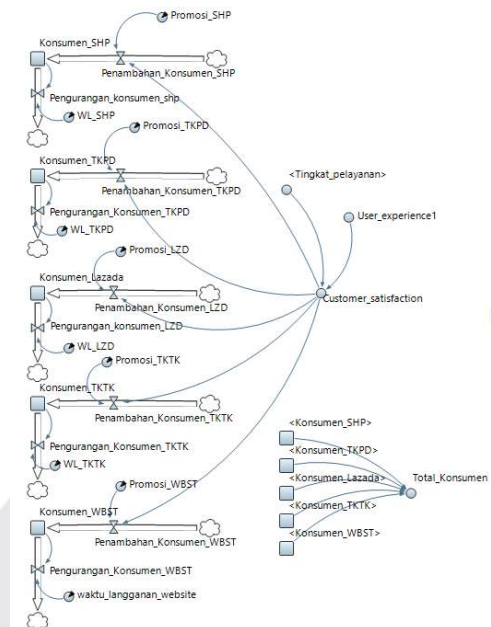 Promosi_SHP
Konsumen_SHP
Penambahan_Konsumen_SHP
Pengurangan_konsumen_shp
WL_SHP
Promosi_TKPD
Konsumen_TKPD
Penambahan_Konsumen_TKPD
Pengurangan_Konsumen_TKPD
WL_TKPD
Promosi_LZD
Konsumen_Lazada
Penambahan_Konsumen_LZD
Pengurangan_konsumen_LZD
WL_LZD
Promosi_TKTK
Konsumen_TKTK
Penambahan_Konsumen_TKTK
Pengurangan_Konsumen_TKTK
WL_TKTK
Promosi_WBST
Konsumen_WBST
Penambahan_Konsumen_WBST
Pengurangan_Konsumen_WBST
waktu_langganan_website
<Tingkat_pelayanan>
User_experience1
Customer_satisfaction
<Konsumen_SHP>
<Konsumen_TKPD>
<Konsumen_Lazada>
<Konsumen_TKTK>
<Konsumen_WBST>
Total_Konsumen